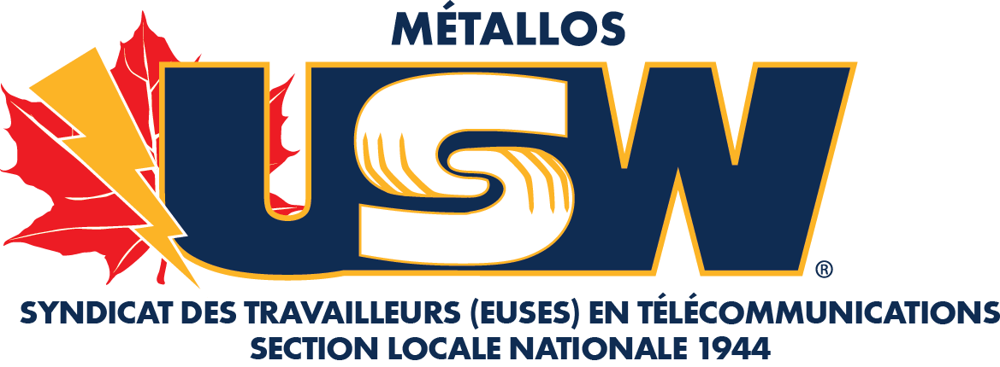 MÉTALLOS
USW
®
SYNDICAT DES TRAVAILLEURS (EUSES) EN TÉLÉCOMMUNICATIONS
SECTION LOCALE NATIONALE 1944